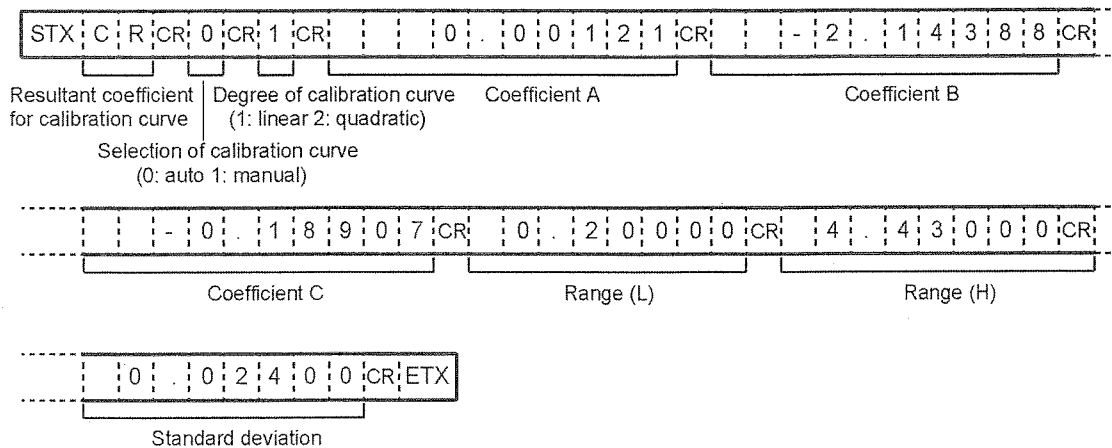 STX C R CR 0 CR 1 CR 0 . 0 0 1 2 1 CR - 2 . 1 4 3 8 8 CR
Resultant coefficient for calibration curve
Degree of calibration curve
(1: linear 2: quadratic)
Coefficient A
Coefficient B
Selection of calibration curve
(0: auto 1: manual)
- 0 . 1 8 9 0 7 CR 0 . 2 0 0 0 0 CR 4 . 4 3 0 0 0 CR
Coefficient C
Range (L)
Range (H)
0 . 0 2 4 0 0 CR ETX
Standard deviation